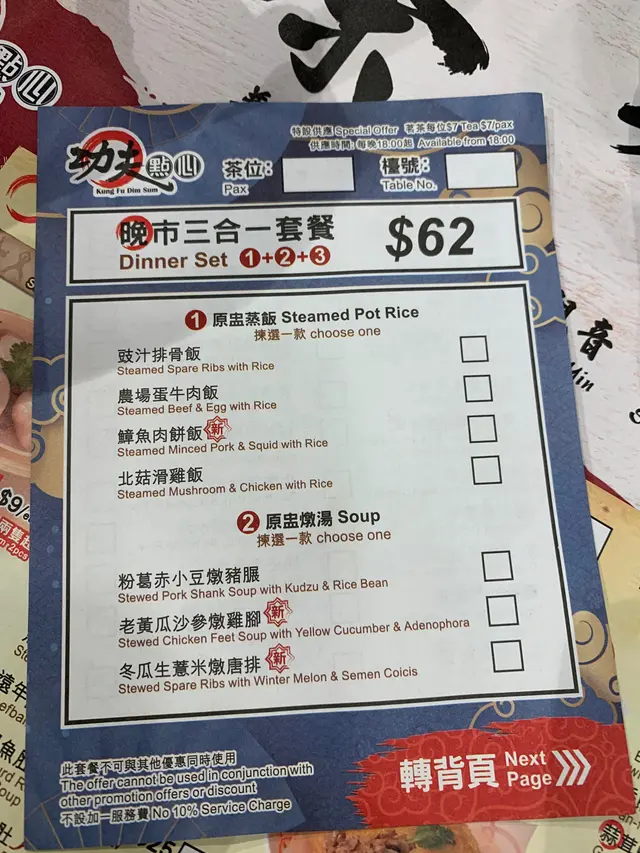 點心
功夫點心
Kung Fu Dim Sum
特設供應 Special Offer 茗茶每位$7 Tea $7/pax
供應時間: 每晚18.00起 Available from 18:00
茶位:
Pax
檯號:
Table No.
晚市三合一套餐
Dinner Set 1+2+3
$62
1 原盅蒸飯 Steamed Pot Rice
揀選一款 choose one
豉汁排骨飯
Steamed Spare Ribs with Rice
農場蛋牛肉飯
Steamed Beef & Egg with Rice
鱆魚肉餅飯 新
Steamed Minced Pork & Squid with Rice
北菇滑雞飯
Steamed Mushroom & Chicken with Rice
2 原盅燉湯 Soup
揀選一款 choose one
粉葛赤小豆燉豬𦟌
Stewed Pork Shank Soup with Kudzu & Rice Bean
老黃瓜沙參燉雞腳 新
Stewed Chicken Feet Soup with Yellow Cucumber & Adenophora
冬瓜生薏米燉唐排 新
Stewed Spare Ribs with Winter Melon & Semen Coicis
此套餐不可與其他優惠同時使用
The offer cannot be used in conjunction with
other promotion offers or discount
不設加一服務費 No 10% Service Charge
轉背頁 Next Page
音
$9/